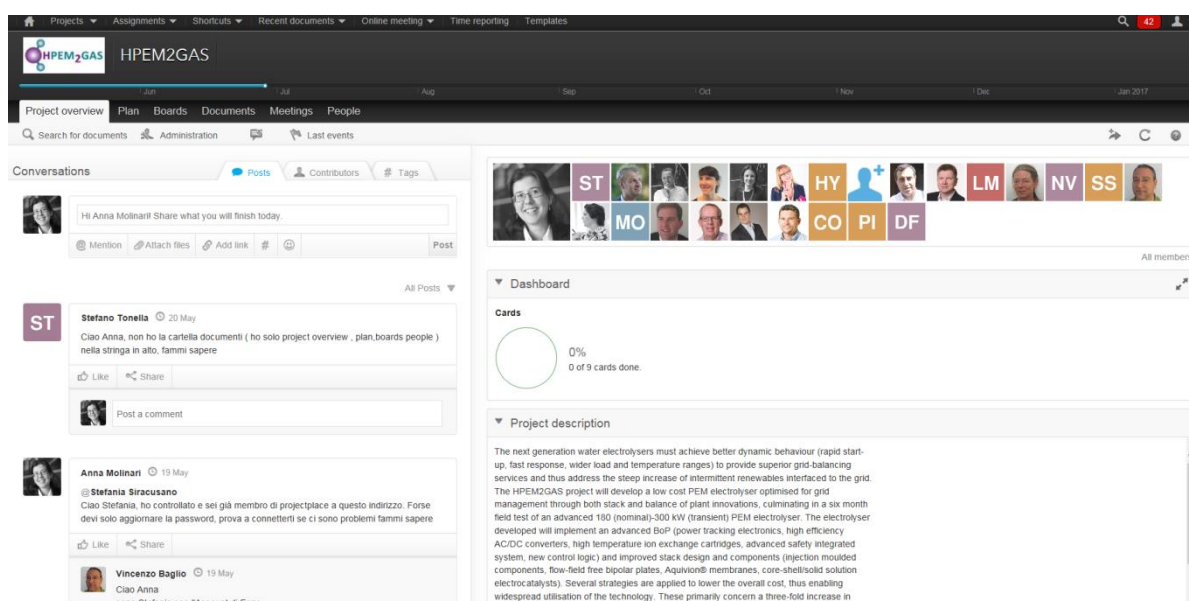 Projects Assignments Shortcuts Recent documents Online meeting Time reporting Templates 42
HPEM2GAS HPEM2GAS
Jun Jul Aug Sep Oct Nov Dec Jan 2017
Project overview Plan Boards Documents Meetings People
Search for documents Administration Last events
Conversations Posts Contributors # Tags
Hi Anna Molinari! Share what you will finish today.
@ Mention Attach files Add link # Post
All Posts
ST
Stefano Tonella 20 May
Ciao Anna, non ho la cartella documenti ( ho solo project overview , plan,boards people )
nella stringa in alto, fammi sapere
Like Share
Post a comment
Anna Molinari 19 May
@Stefania Siracusano
Ciao Stefania, ho controllato e sei già membro di projectplace a questo indirizzo. Forse
devi solo aggiornare la password, prova a connetterti se ci sono problemi fammi sapere
Like Share
Vincenzo Baglio 19 May
Ciao Anna
ST HY LM NV SS
MO CO PI DF
All member
Dashboard
Cards
0%
0 of 9 cards done.
Project description
The next generation water electrolysers must achieve better dynamic behaviour (rapid start-
up, fast response, wider load and temperature ranges) to provide superior grid-balancing
services and thus address the steep increase of intermittent renewables interfaced to the grid.
The HPEM2GAS project will develop a low cost PEM electrolyser optimised for grid
management through both stack and balance of plant innovations, culminating in a six month
field test of an advanced 180 (nominal)-300 kW (transient) PEM electrolyser. The electrolyser
developed will implement an advanced BoP (power tracking electronics, high efficiency
AC/DC converters, high temperature ion exchange cartridges, advanced safety integrated
system, new control logic) and improved stack design and components (injection moulded
components, flow-field free bipolar plates, Aquivion® membranes, core-shell/solid solution
electrocatalysts). Several strategies are applied to lower the overall cost, thus enabling
widespread utilisation of the technology. These primarily concern a three-fold increase in